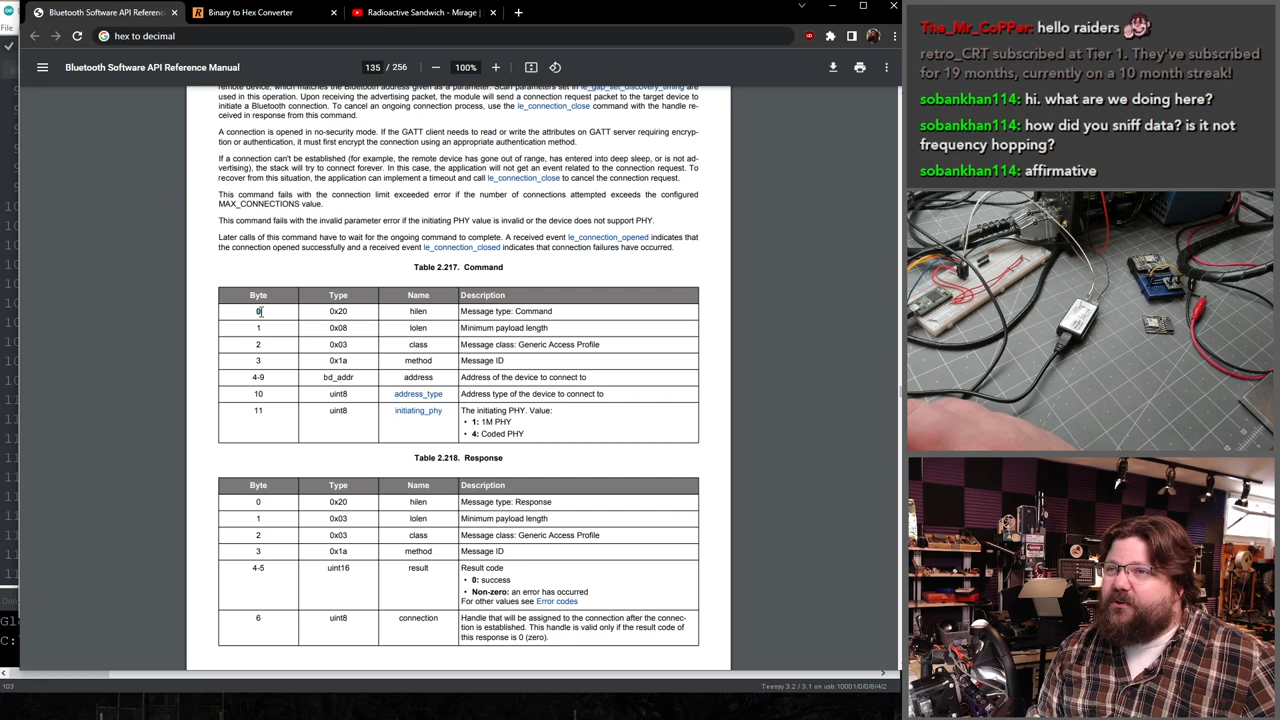 Bluetooth Software API Referenc
Binary to Hex Converter
Radioactive Sandwich - Mirage |
File
hex to decimal
Bluetooth Software API Reference Manual
135 / 256
100%
remote device, which matches the Bluetooth address given as a parameter. Scan parameters set in le_gap_set_discovery_timing are
used in this operation. Upon receiving the advertising packet, the module will send a connection request packet to the target device to
initiate a Bluetooth connection. To cancel an ongoing connection process, use the le_connection_close command with the handle re-
ceived in response from this command.
A connection is opened in no-security mode. If the GATT client needs to read or write the attributes on GATT server requiring encryp-
tion or authentication, it must first encrypt the connection using an appropriate authentication method.
If a connection can't be established (for example, the remote device has gone out of range, has entered into deep sleep, or is not ad-
vertising), the stack will try to connect forever. In this case, the application will not get an event related to the connection request. To
recover from this situation, the application can implement a timeout and call le_connection_close to cancel the connection request.
This command fails with the connection limit exceeded error if the number of connections attempted exceeds the configured
MAX_CONNECTIONS value.
This command fails with the invalid parameter error if the initiating PHY value is invalid or the device does not support PHY.
Later calls of this command have to wait for the ongoing command to complete. A received event le_connection_opened indicates that
the connection opened successfully and a received event le_connection_closed indicates that connection failures have occurred.
Table 2.217. Command
Byte Type Name Description
0 0x20 hilen Message type: Command
1 0x08 lolen Minimum payload length
2 0x03 class Message class: Generic Access Profile
3 0x1a method Message ID
4-9 bd_addr address Address of the device to connect to
10 uint8 address_type Address type of the device to connect to
11 uint8 initiating_phy The initiating PHY. Value:
• 1: 1M PHY
• 4: Coded PHY
Table 2.218. Response
Byte Type Name Description
0 0x20 hilen Message type: Response
1 0x03 lolen Minimum payload length
2 0x03 class Message class: Generic Access Profile
3 0x1a method Message ID
4-5 uint16 result Result code
• 0: success
• Non-zero: an error has occurred
For other values see Error codes
6 uint8 connection Handle that will be assigned to the connection after the connec-
tion is established. This handle is valid only if the result code of
this response is 0 (zero).
103
Teensy 3.2 / 3.1 on usb:10001/0/0/8/4/2
The_Mr_CoPPer: hello raiders
retro_CRT subscribed at Tier 1. They've subscribed
for 19 months, currently on a 10 month streak!
sobankhan114: hi. what are we doing here?
sobankhan114: how did you sniff data? is it not
frequency hopping?
sobankhan114: affirmative